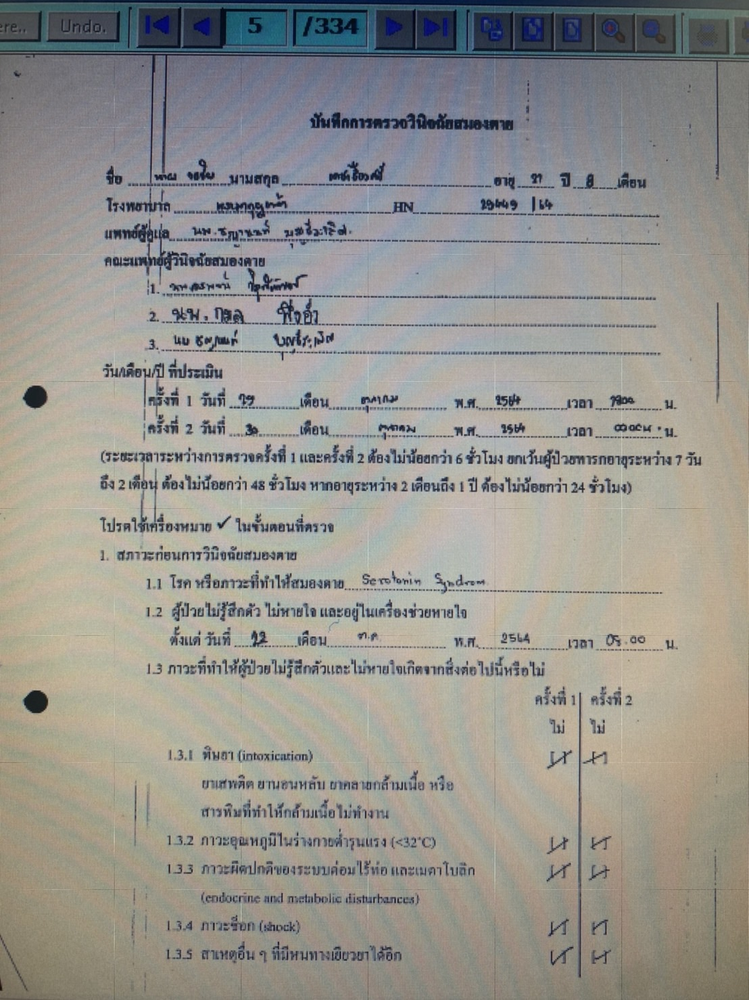 ere..
Undo.
5
/334
บันทึกการตรวจวินิจฉัยสมองตาย
ชื่อ นามสกุล อายุ 21 ปี 8 เดือน
โรงพยาบาล HN 29449/64
แพทย์ผู้ดูแล นพ.
คณะแพทย์ผู้วินิจฉัยสมองตาย
1.
2. นพ. กรล
3. นพ
วัน/เดือน/ปี ที่ประเมิน
ครั้งที่ 1 วันที่ 29 เดือน ตุลาคม พ.ศ. 2564 เวลา น.
ครั้งที่ 2 วันที่ 30 เดือน ตุลาคม พ.ศ. 2564 เวลา น.
(ระยะเวลาระหว่างการตรวจครั้งที่ 1 และครั้งที่ 2 ต้องไม่น้อยกว่า 6 ชั่วโมง ยกเว้นผู้ป่วยทารกอายุระหว่าง 7 วัน
ถึง 2 เดือน ต้องไม่น้อยกว่า 48 ชั่วโมง หากอายุระหว่าง 2 เดือนถึง 1 ปี ต้องไม่น้อยกว่า 24 ชั่วโมง)
โปรดใช้เครื่องหมาย ✓ ในขั้นตอนที่ตรวจ
1. สภาวะก่อนการวินิจฉัยสมองตาย
1.1 โรค หรือภาวะที่ทำให้สมองตาย Serotonin Syndrom
1.2 ผู้ป่วยไม่รู้สึกตัว ไม่หายใจ และอยู่ในเครื่องช่วยหายใจ
ตั้งแต่ วันที่ 22 เดือน ต.ค. พ.ศ. 2564 เวลา 05.00 น.
1.3 ภาวะที่ทำให้ผู้ป่วยไม่รู้สึกตัวและไม่หายใจเกิดจากสิ่งต่อไปนี้หรือไม่
ครั้งที่ 1 ครั้งที่ 2
ไม่ ไม่
1.3.1 พิษยา (intoxication)
ยาเสพติด ยานอนหลับ ยาคลายกล้ามเนื้อ หรือ
สารพิษที่ทำให้กล้ามเนื้อไม่ทำงาน
1.3.2 ภาวะอุณหภูมิในร่างกายต่ำรุนแรง (<32°C)
1.3.3 ภาวะผิดปกติของระบบต่อมไร้ท่อ และเมตาโบลิก
(endocrine and metabolic disturbances)
1.3.4 ภาวะช็อก (shock)
1.3.5 สาเหตุอื่น ๆ ที่มีหนทางเยียวยาได้อีก